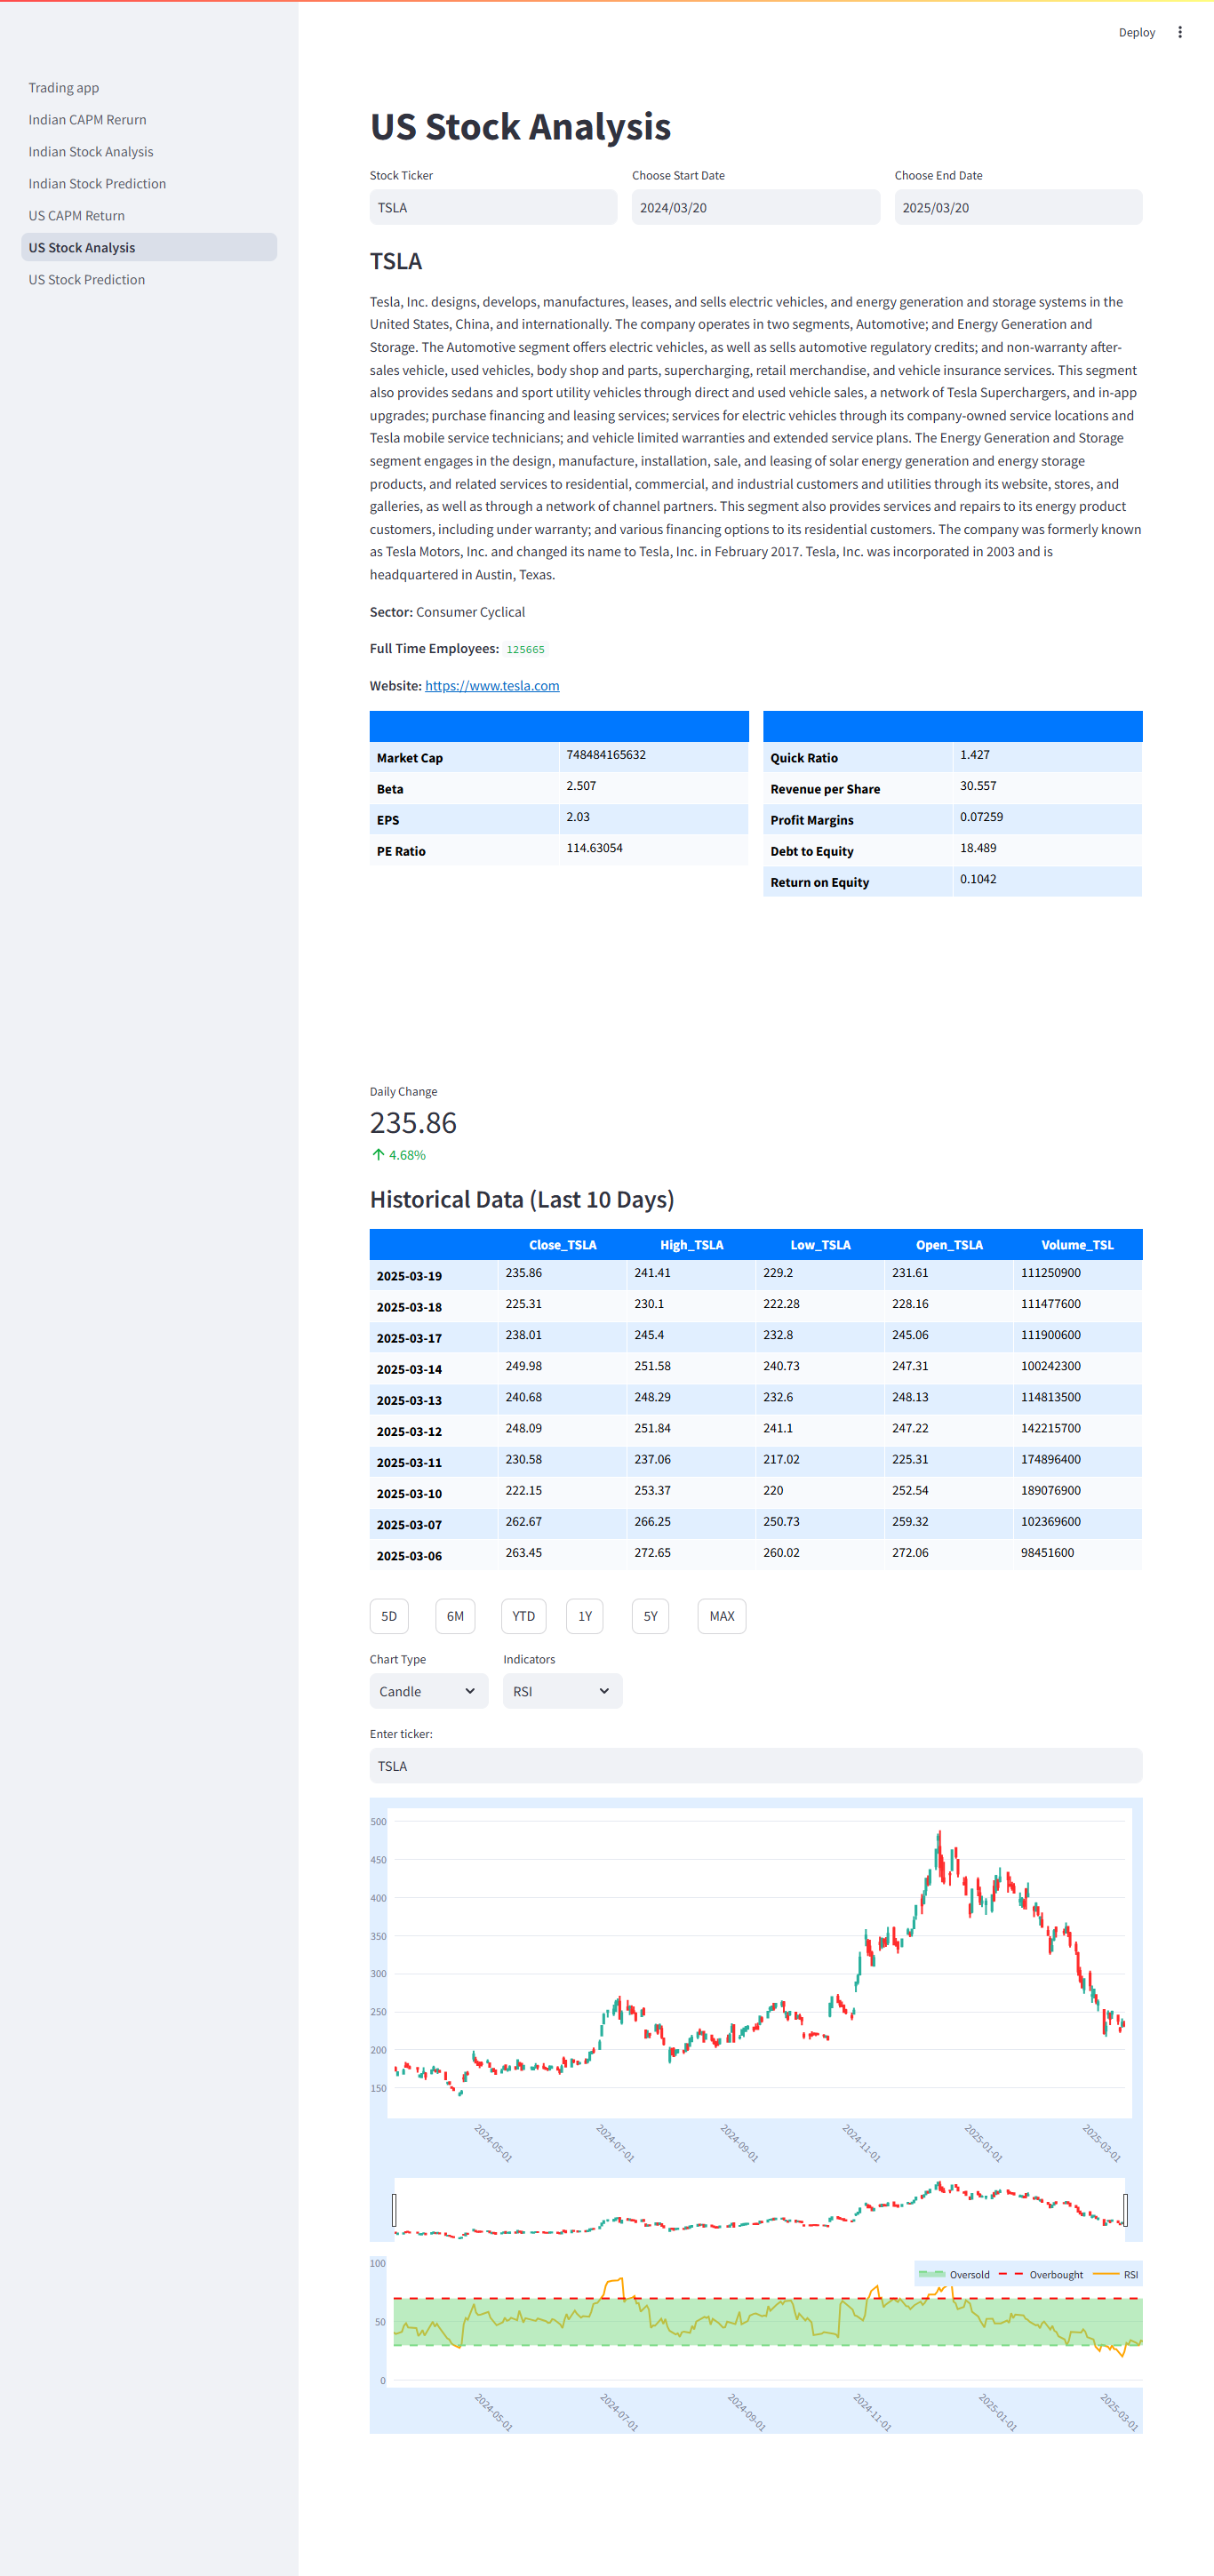 Deploy
Trading app
Indian CAPM Rerurn
Indian Stock Analysis
Indian Stock Prediction
US CAPM Return
US Stock Analysis
US Stock Prediction
US Stock Analysis
Stock Ticker Choose Start Date Choose End Date
TSLA 2024/03/20 2025/03/20
TSLA
Tesla, Inc. designs, develops, manufactures, leases, and sells electric vehicles, and energy generation and storage systems in the
United States, China, and internationally. The company operates in two segments, Automotive; and Energy Generation and
Storage. The Automotive segment offers electric vehicles, as well as sells automotive regulatory credits; and non-warranty after-
sales vehicle, used vehicles, body shop and parts, supercharging, retail merchandise, and vehicle insurance services. This segment
also provides sedans and sport utility vehicles through direct and used vehicle sales, a network of Tesla Superchargers, and in-app
upgrades; purchase financing and leasing services; services for electric vehicles through its company-owned service locations and
Tesla mobile service technicians; and vehicle limited warranties and extended service plans. The Energy Generation and Storage
segment engages in the design, manufacture, installation, sale, and leasing of solar energy generation and energy storage
products, and related services to residential, commercial, and industrial customers and utilities through its website, stores, and
galleries, as well as through a network of channel partners. This segment also provides services and repairs to its energy product
customers, including under warranty; and various financing options to its residential customers. The company was formerly known
as Tesla Motors, Inc. and changed its name to Tesla, Inc. in February 2017. Tesla, Inc. was incorporated in 2003 and is
headquartered in Austin, Texas.
Sector: Consumer Cyclical
Full Time Employees: 125665
Website: https://www.tesla.com
Market Cap 748484165632
Beta 2.507
EPS 2.03
PE Ratio 114.63054
Quick Ratio 1.427
Revenue per Share 30.557
Profit Margins 0.07259
Debt to Equity 18.489
Return on Equity 0.1042
Daily Change
235.86
4.68%
Historical Data (Last 10 Days)
Close_TSLA High_TSLA Low_TSLA Open_TSLA Volume_TSL
2025-03-19 235.86 241.41 229.2 231.61 111250900
2025-03-18 225.31 230.1 222.28 228.16 111477600
2025-03-17 238.01 245.4 232.8 245.06 111900600
2025-03-14 249.98 251.58 240.73 247.31 100242300
2025-03-13 240.68 248.29 232.6 248.13 114813500
2025-03-12 248.09 251.84 241.1 247.22 142215700
2025-03-11 230.58 237.06 217.02 225.31 174896400
2025-03-10 222.15 253.37 220 252.54 189076900
2025-03-07 262.67 266.25 250.73 259.32 102369600
2025-03-06 263.45 272.65 260.02 272.06 98451600
5D 6M YTD 1Y 5Y MAX
Chart Type Indicators
Candle RSI
Enter ticker:
TSLA
500
450
400
350
300
250
200
150
2024-05-01 2024-07-01 2024-09-01 2024-11-01 2025-01-01 2025-03-01
100
Oversold Overbought RSI
50
0
2024-05-01 2024-07-01 2024-09-01 2024-11-01 2025-01-01 2025-03-01